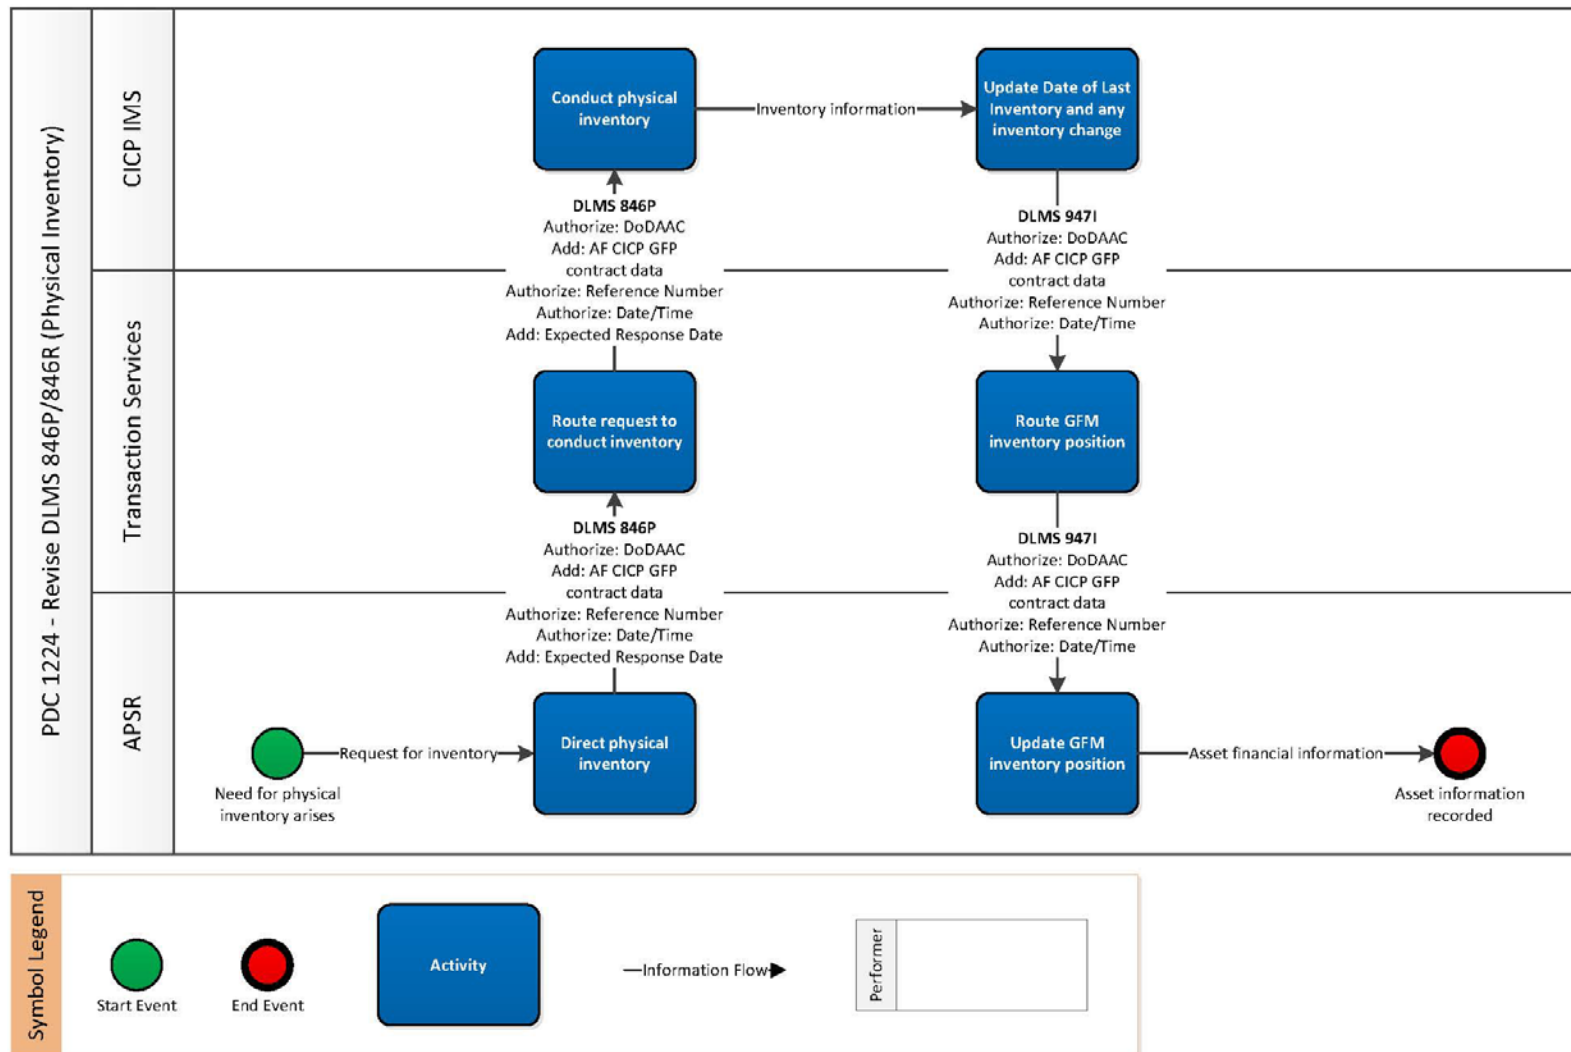 PDC 1224 - Revise DLMS 846P/846R (Physical Inventory)
CICP IMS
Conduct physical
inventory
Inventory information
Update Date of Last
Inventory and any
inventory change
DLMS 846P
Authorize: DoDAAC
Add: AF CICP GFP
contract data
Authorize: Reference Number
Authorize: Date/Time
Add: Expected Response Date
DLMS 947I
Authorize: DoDAAC
Add: AF CICP GFP
contract data
Authorize: Reference Number
Authorize: Date/Time
Transaction Services
Route request to
conduct inventory
Route GFM
inventory position
DLMS 846P
Authorize: DoDAAC
Add: AF CICP GFP
contract data
Authorize: Reference Number
Authorize: Date/Time
Add: Expected Response Date
DLMS 947I
Authorize: DoDAAC
Add: AF CICP GFP
contract data
Authorize: Reference Number
Authorize: Date/Time
APSR
Need for physical
inventory arises
Request for inventory
Direct physical
inventory
Update GFM
inventory position
Asset financial information
Asset information
recorded
Symbol Legend
Start Event
End Event
Activity
Information Flow
Performer